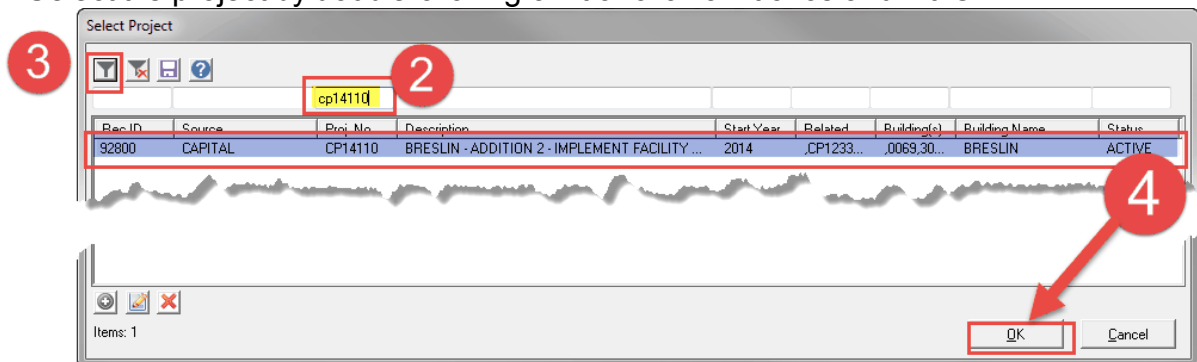 Select Project
3
2
cp14110
Rec ID Source Proj. No. Description Start Year Related Building(s) Building Name Status
92800 CAPITAL CP14110 BRESLIN - ADDITION 2 - IMPLEMENT FACILITY ... 2014 ,CP1233... ,0069,30... BRESLIN ACTIVE
4
Items: 1
OK Cancel